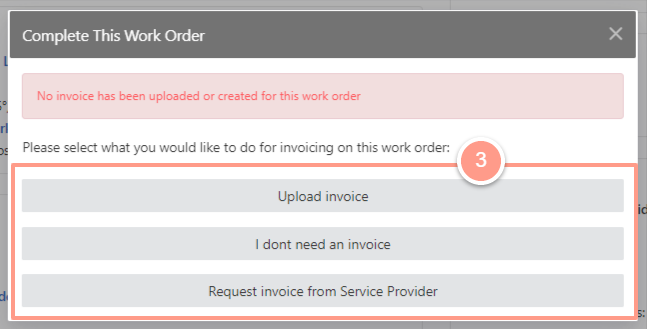 Complete This Work Order
No invoice has been uploaded or created for this work order
Please select what you would like to do for invoicing on this work order:
3
Upload invoice
I dont need an invoice
Request invoice from Service Provider